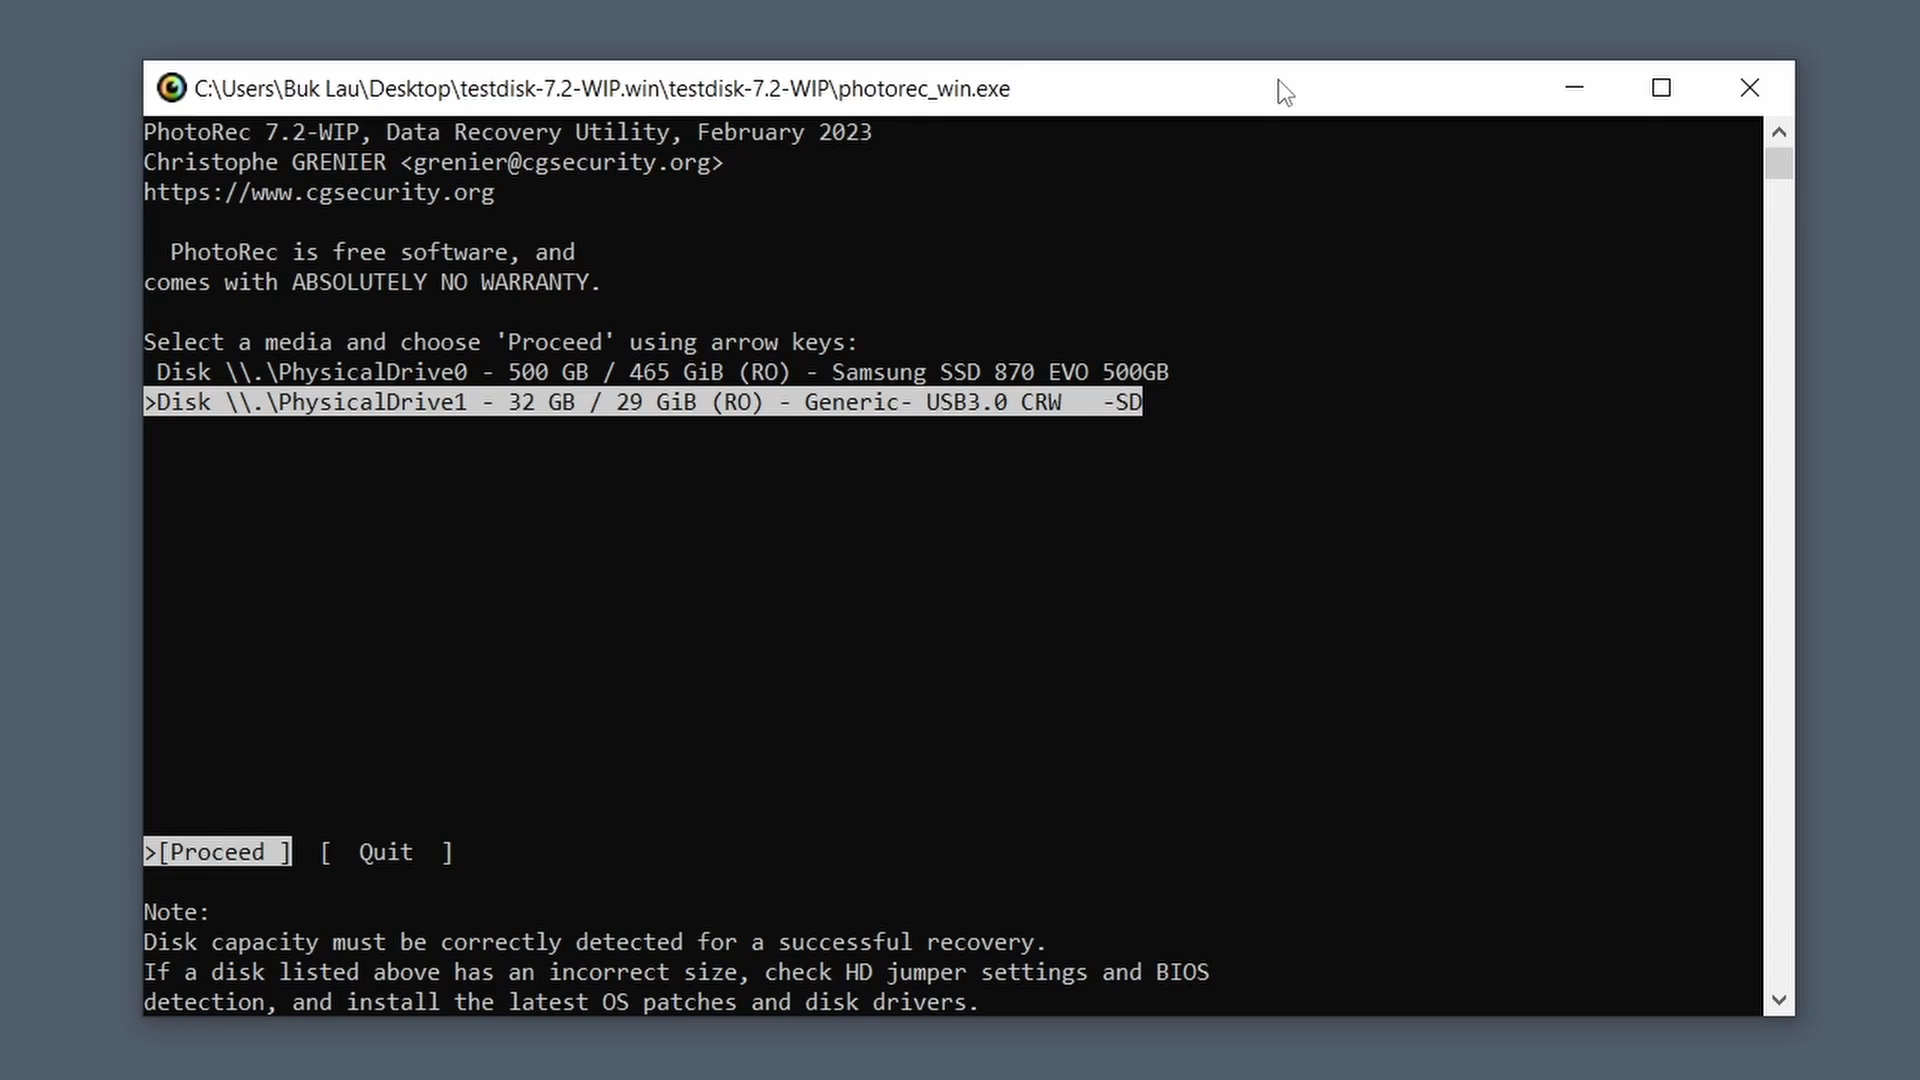 C:\Users\Buk Lau\Desktop\testdisk-7.2-WIP.win\testdisk-7.2-WIP\photorec_win.exe
PhotoRec 7.2-WIP, Data Recovery Utility, February 2023
Christophe GRENIER <grenier@cgsecurity.org>
https://www.cgsecurity.org
PhotoRec is free software, and
comes with ABSOLUTELY NO WARRANTY.
Select a media and choose 'Proceed' using arrow keys:
Disk \\.\PhysicalDrive0 - 500 GB / 465 GiB (RO) - Samsung SSD 870 EVO 500GB
>Disk \\.\PhysicalDrive1 - 32 GB / 29 GiB (RO) - Generic- USB3.0 CRW   -SD
>[Proceed ]  [  Quit  ]
Note:
Disk capacity must be correctly detected for a successful recovery.
If a disk listed above has an incorrect size, check HD jumper settings and BIOS
detection, and install the latest OS patches and disk drivers.